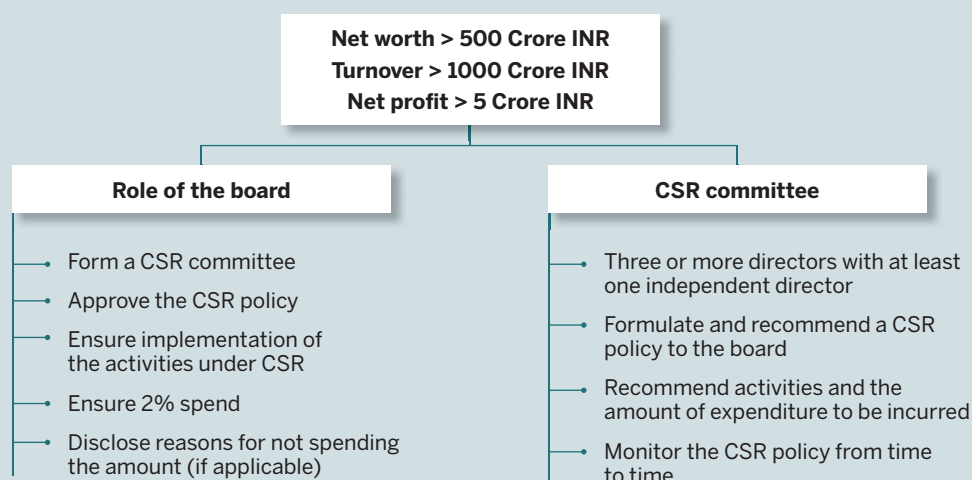 Net worth > 500 Crore INR
Turnover > 1000 Crore INR
Net profit > 5 Crore INR
Role of the board
Form a CSR committee
Approve the CSR policy
Ensure implementation of
the activities under CSR
Ensure 2% spend
Disclose reasons for not spending
the amount (if applicable)
CSR committee
Three or more directors with at least
one independent director
Formulate and recommend a CSR
policy to the board
Recommend activities and the
amount of expenditure to be incurred
Monitor the CSR policy from time
to time